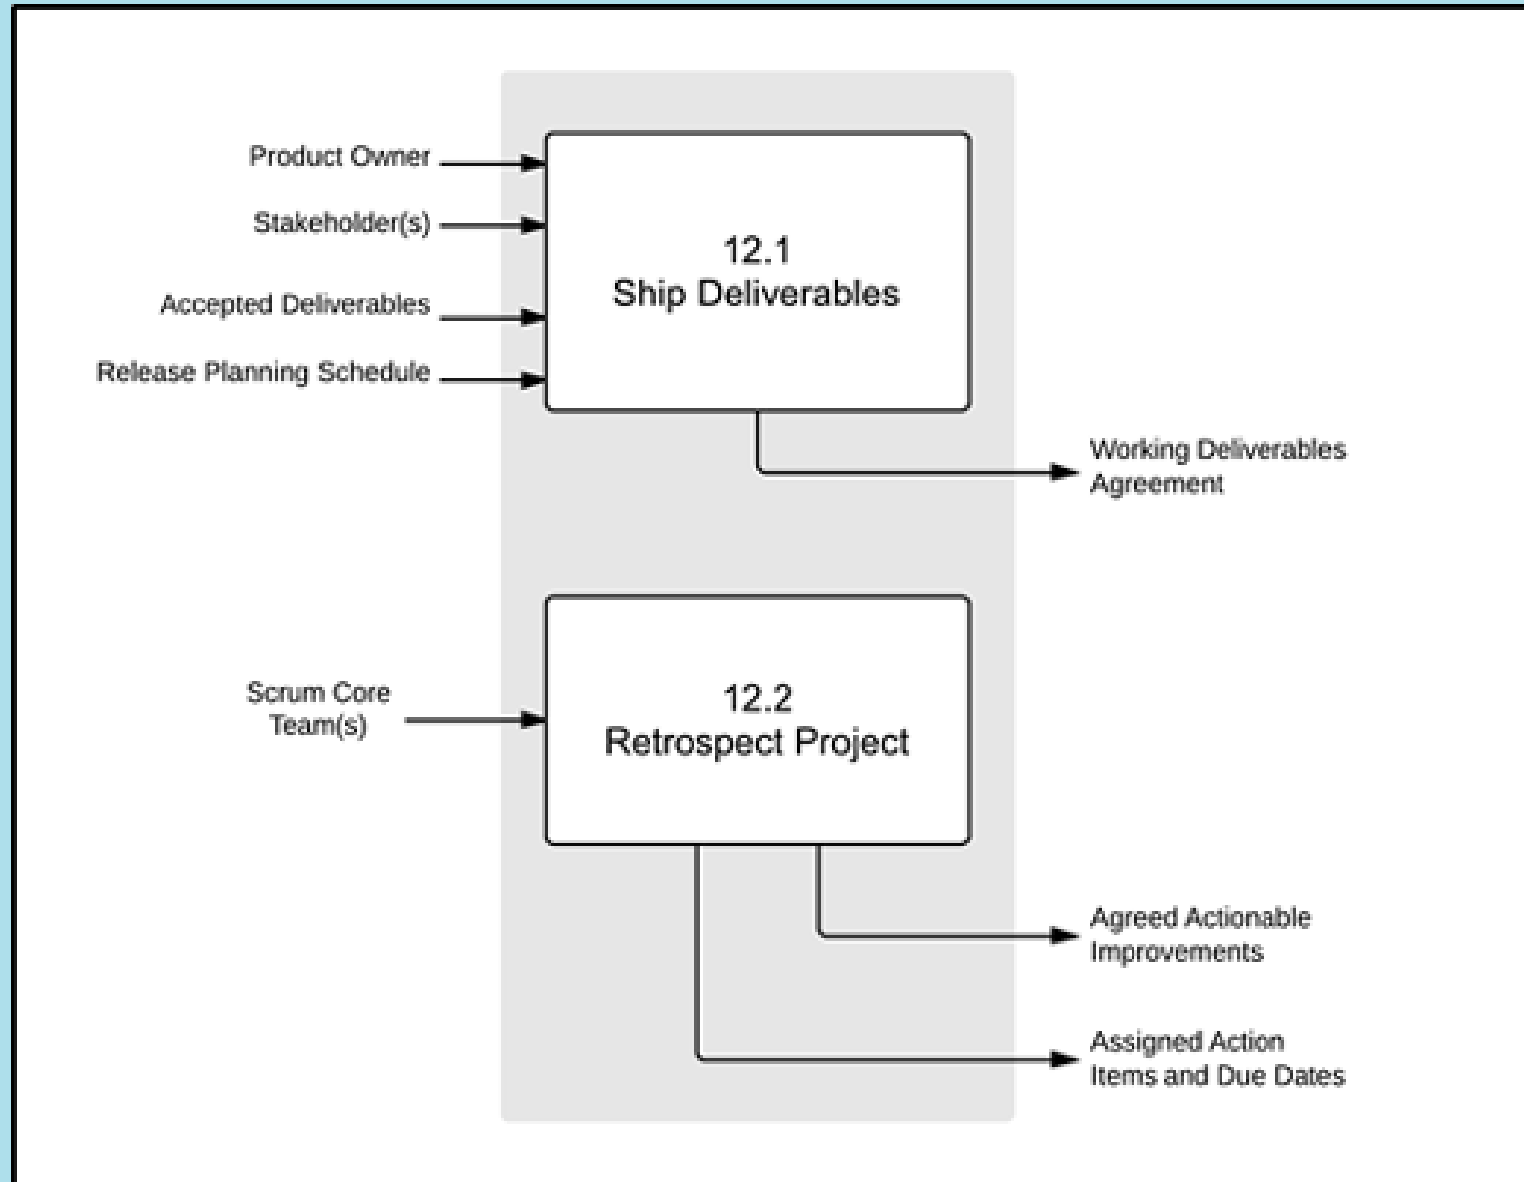 Product Owner
Stakeholder(s)
Accepted Deliverables
Release Planning Schedule
12.1
Ship Deliverables
Working Deliverables
Agreement
Scrum Core
Team(s)
12.2
Retrospect Project
Agreed Actionable
Improvements
Assigned Action
Items and Due Dates